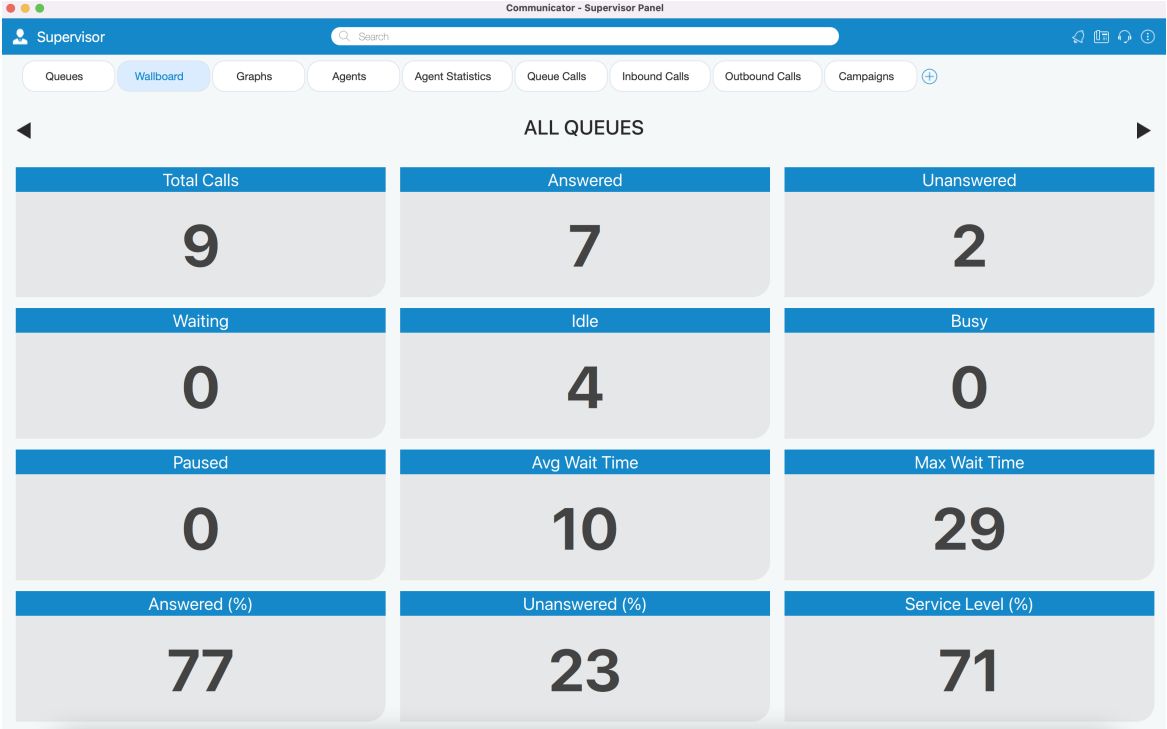 Communicator - Supervisor Panel
Supervisor
Search
Queues Wallboard Graphs Agents Agent Statistics Queue Calls Inbound Calls Outbound Calls Campaigns
ALL QUEUES
Total Calls Answered Unanswered
9 7 2
Waiting Idle Busy
0 4 0
Paused Avg Wait Time Max Wait Time
0 10 29
Answered (%) Unanswered (%) Service Level (%)
77 23 71